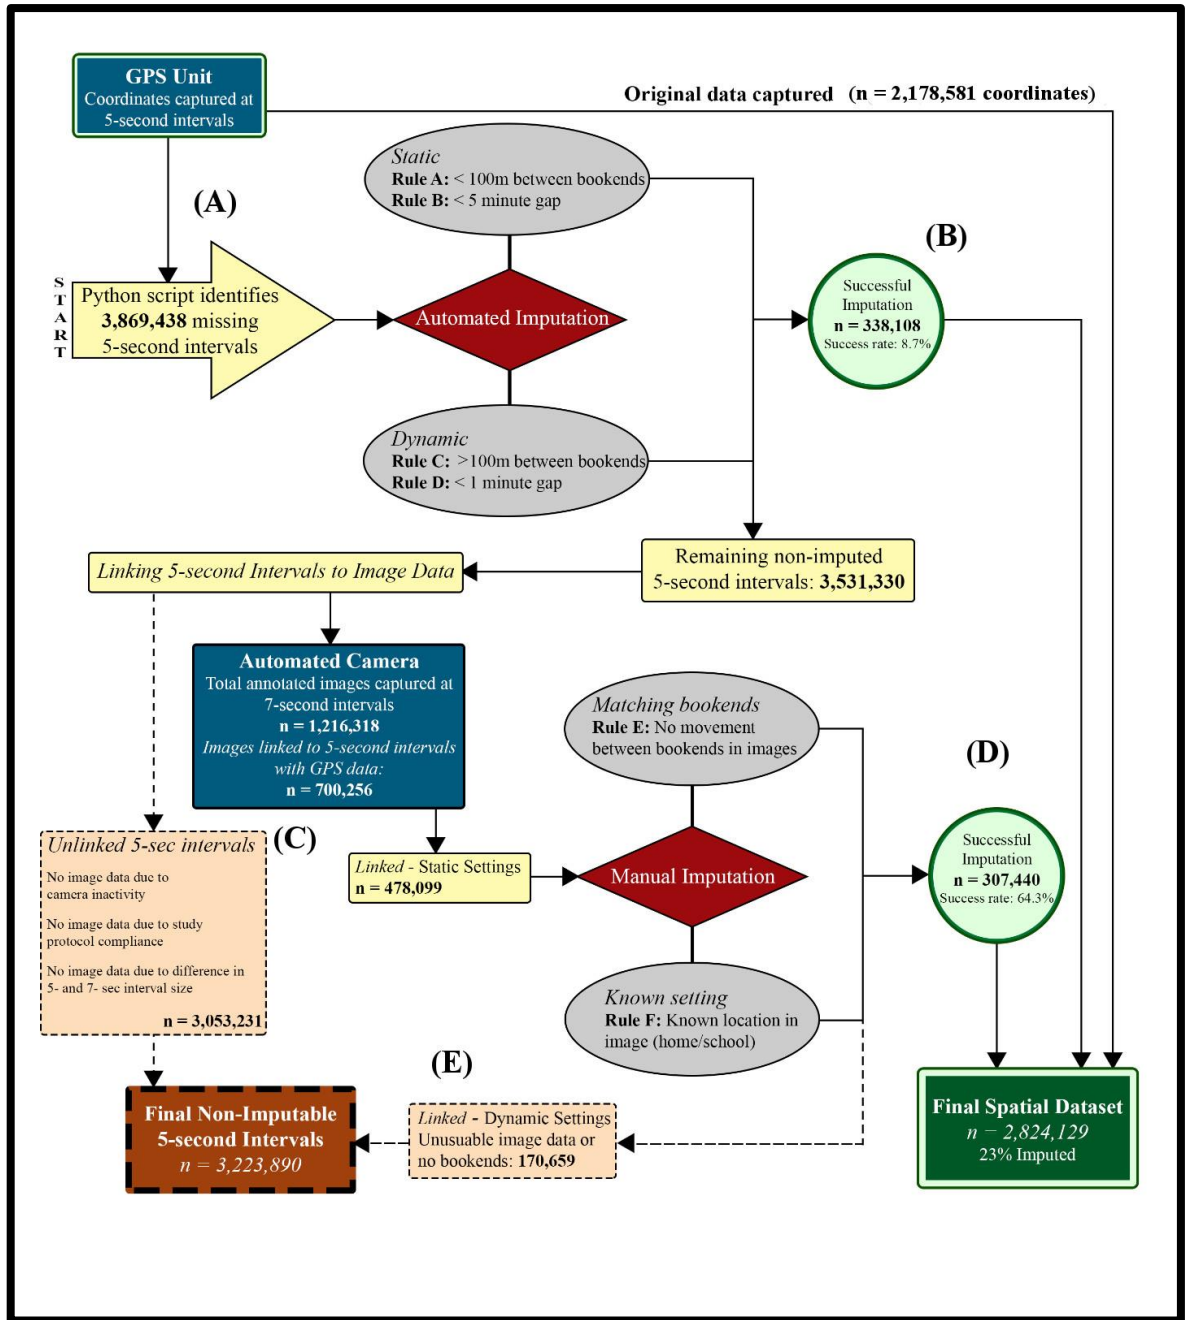 GPS Unit
Coordinates captured at
5-second intervals
Original data captured (n = 2,178,581 coordinates)
Static
Rule A: < 100m between bookends
Rule B: < 5 minute gap
(A)
(B)
START
Python script identifies
3,869,438 missing
5-second intervals
Automated Imputation
Successful
Imputation
n = 338,108
Success rate: 8.7%
Dynamic
Rule C: >100m between bookends
Rule D: < 1 minute gap
Remaining non-imputed
5-second intervals: 3,531,330
Linking 5-second Intervals to Image Data
Automated Camera
Total annotated images captured at
7-second intervals
n = 1,216,318
Images linked to 5-second intervals
with GPS data:
n = 700,256
Matching bookends
Rule E: No movement
between bookends in images
(D)
(C)
Unlinked 5-sec intervals
No image data due to
camera inactivity
No image data due to study
protocol compliance
No image data due to difference in
5- and 7- sec interval size
n = 3,053,231
Linked - Static Settings
n = 478,099
Manual Imputation
Successful
Imputation
n = 307,440
Success rate: 64.3%
Known setting
Rule F: Known location in
image (home/school)
(E)
Final Non-Imputable
5-second Intervals
n = 3,223,890
Linked - Dynamic Settings
Unusuable image data or
no bookends: 170,659
Final Spatial Dataset
n − 2,824,129
23% Imputed